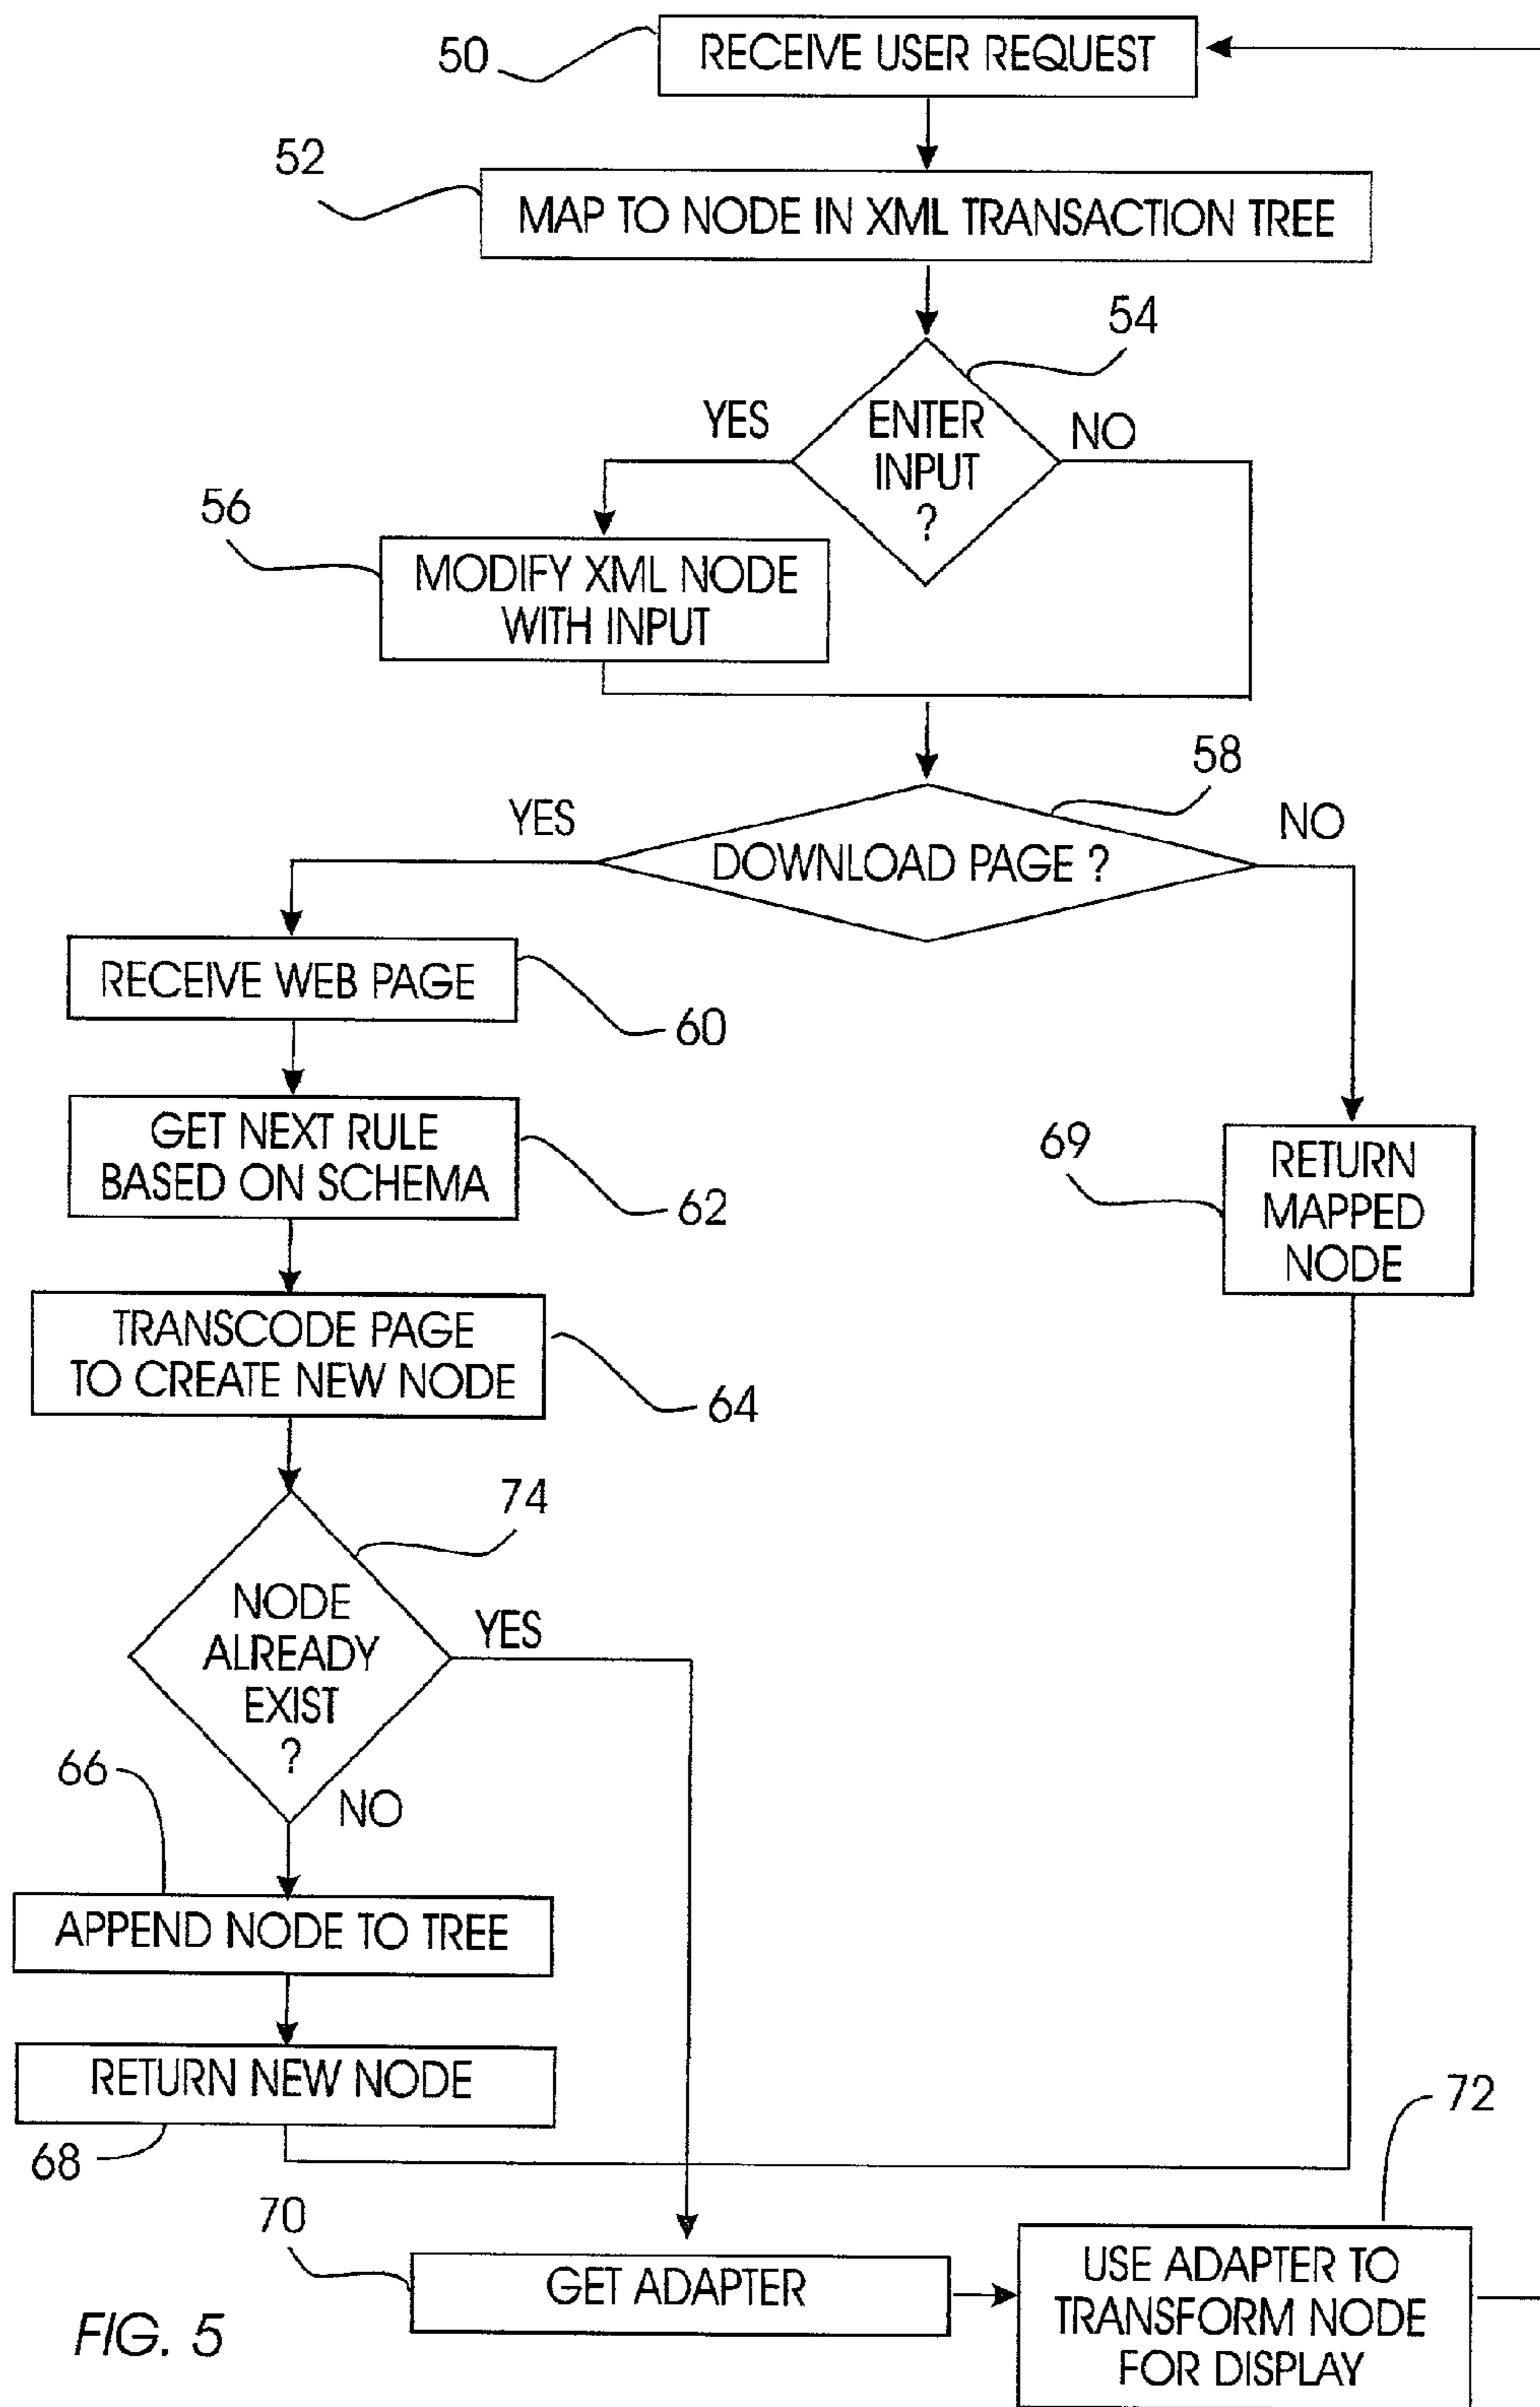 50
RECEIVE USER REQUEST
52
MAP TO NODE IN XML TRANSACTION TREE
54
YES
ENTER
INPUT
?
NO
56
MODIFY XML NODE
WITH INPUT
58
YES
DOWNLOAD PAGE ?
NO
RECEIVE WEB PAGE
60
GET NEXT RULE
BASED ON SCHEMA
62
69
RETURN
MAPPED
NODE
TRANSCODE PAGE
TO CREATE NEW NODE
64
74
NODE
ALREADY
EXIST
?
YES
NO
66
APPEND NODE TO TREE
RETURN NEW NODE
68
70
GET ADAPTER
72
USE ADAPTER TO
TRANSFORM NODE
FOR DISPLAY
FIG. 5